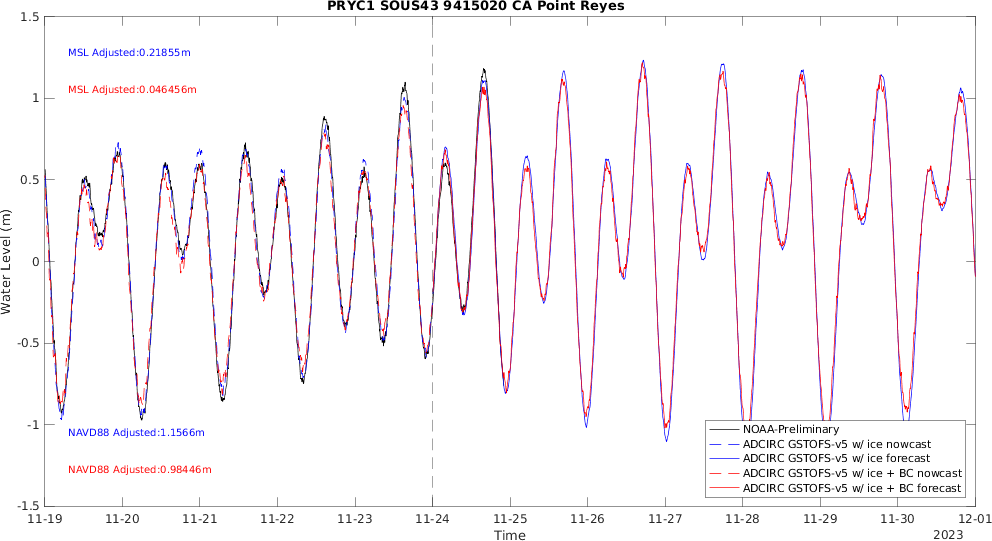 PRYC1 SOUS43 9415020 CA Point Reyes
1.5
MSL Adjusted:0.21855m
MSL Adjusted:0.046456m
1
0.5
0
-0.5
-1
-1.5
Water Level (m)
NAVD88 Adjusted:1.1566m
NAVD88 Adjusted:0.98446m
NOAA-Preliminary
ADCIRC GSTOFS-v5 w/ ice nowcast
ADCIRC GSTOFS-v5 w/ ice forecast
ADCIRC GSTOFS-v5 w/ ice + BC nowcast
ADCIRC GSTOFS-v5 w/ ice + BC forecast
11-19 11-20 11-21 11-22 11-23 11-24 11-25 11-26 11-27 11-28 11-29 11-30 12-01
Time
2023